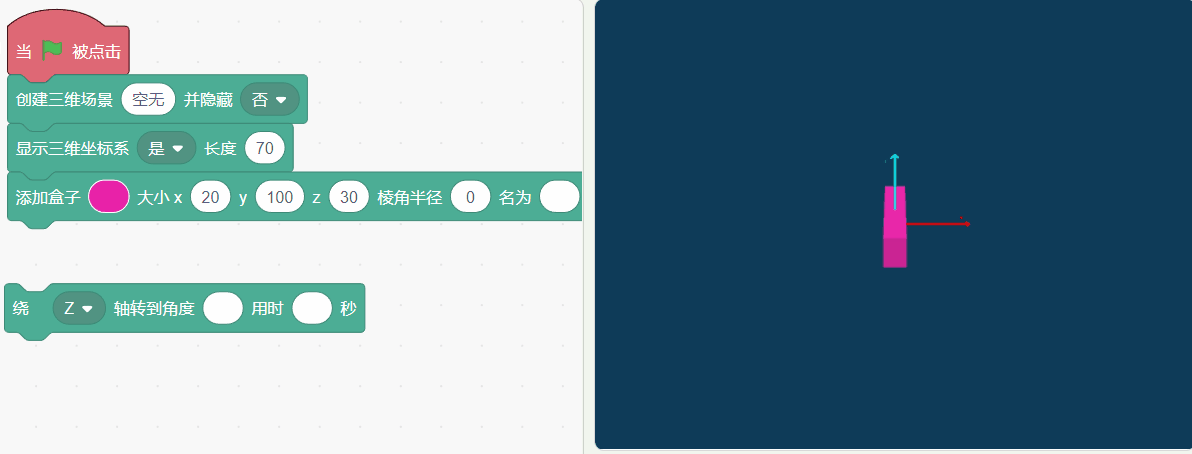 当 被点击
创建三维场景 空无 并隐藏 否
显示三维坐标系 是 长度 70
添加盒子 大小 x 20 y 100 z 30 棱角半径 0 名为
绕 Z 轴转到角度 用时 秒